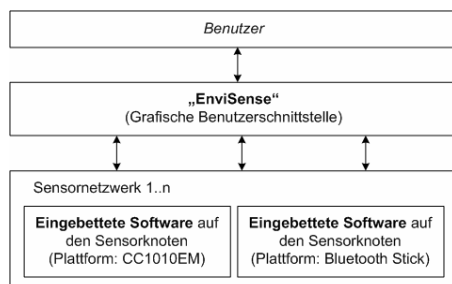 Benutzer
„EnviSense“
(Grafische Benutzerschnittstelle)
Sensornetzwerk 1..n
Eingebettete Software auf
den Sensorknoten
(Plattform: CC1010EM)
Eingebettete Software auf
den Sensorknoten
(Plattform: Bluetooth Stick)